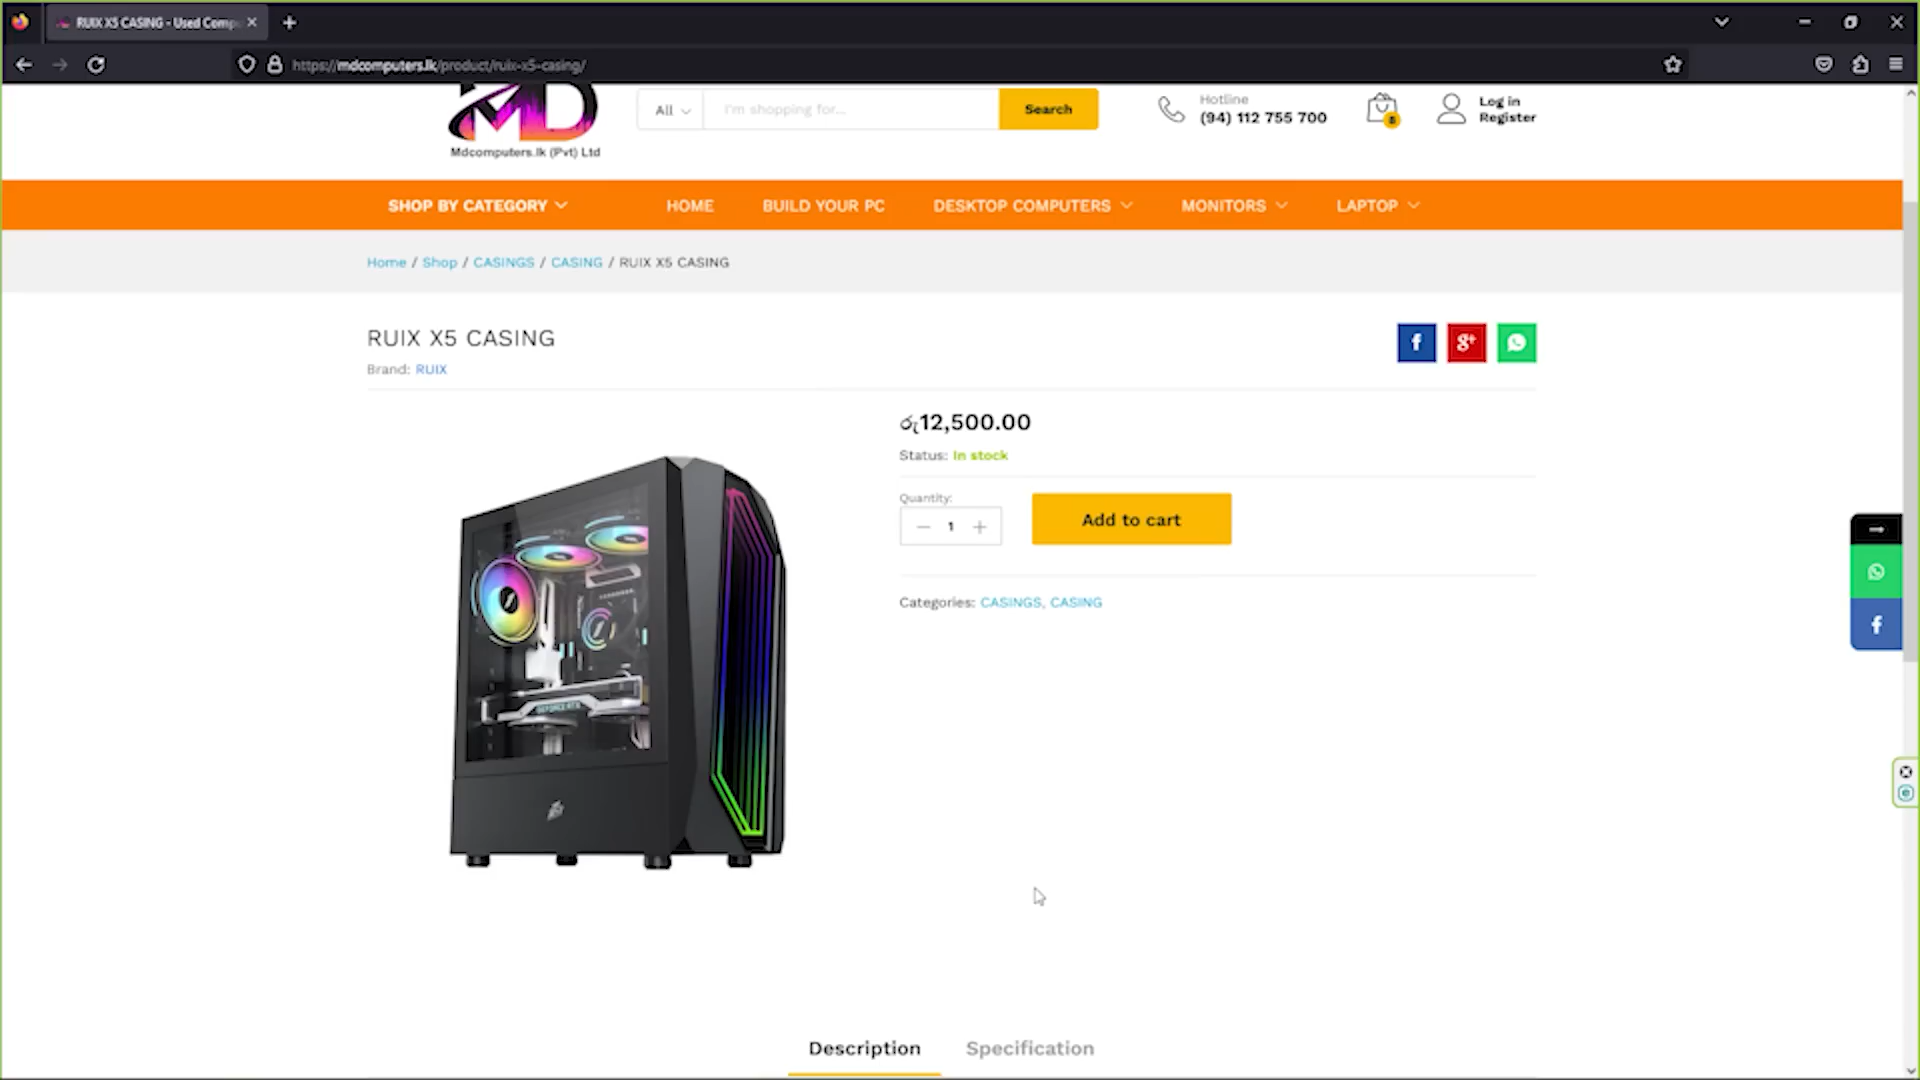 RUIX X5 CASING - Used Comp
https://mdcomputers.lk/product/ruix-x5-casing/
MD
Mdcomputers.lk (Pvt) Ltd
All
I'm shopping for...
Search
Hotline
(94) 112 755 700
Log in
Register
SHOP BY CATEGORY
HOME
BUILD YOUR PC
DESKTOP COMPUTERS
MONITORS
LAPTOP
Home / Shop / CASINGS / CASING / RUIX X5 CASING
RUIX X5 CASING
Brand: RUIX
රු12,500.00
Status: In stock
Quantity:
1
Add to cart
Categories: CASINGS, CASING
GEFORCE RTX
Description
Specification